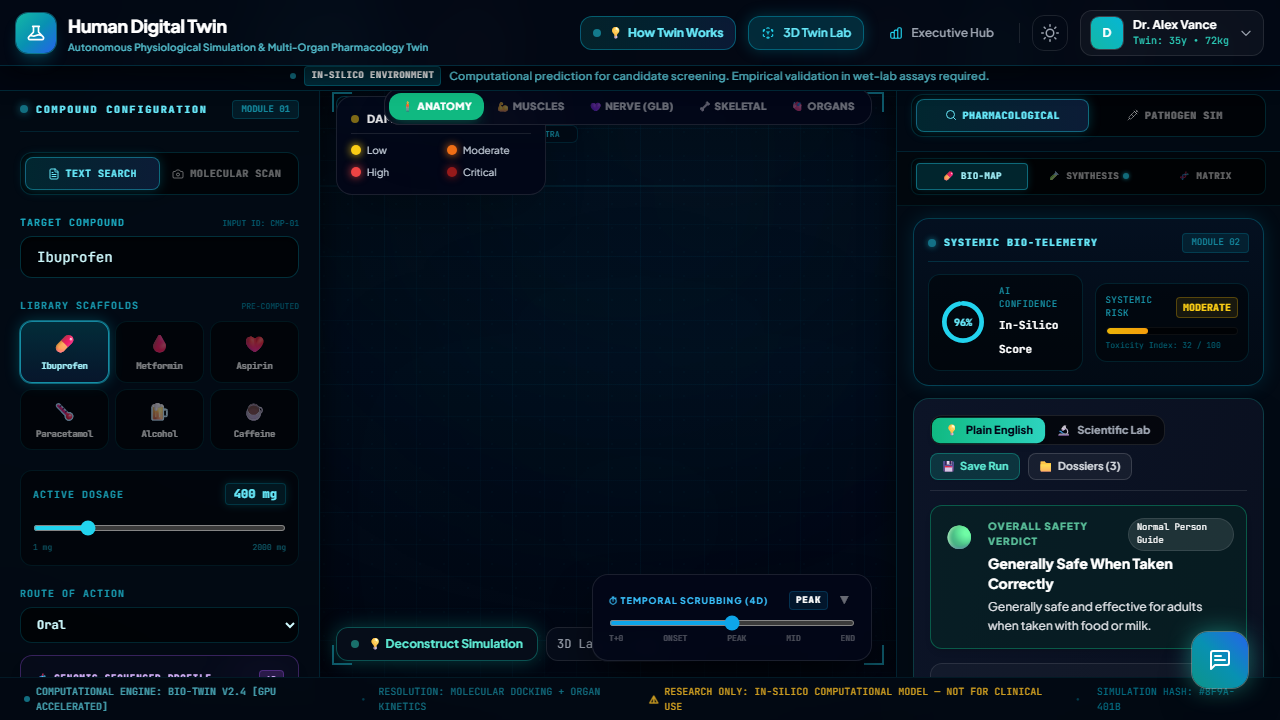 Human Digital Twin
Autonomous Physiological Simulation & Multi-Organ Pharmacology Twin
How Twin Works
3D Twin Lab
Executive Hub
D
Dr. Alex Vance
Twin: 35y • 72kg
IN-SILICO ENVIRONMENT
Computational prediction for candidate screening. Empirical validation in wet-lab assays required.
COMPOUND CONFIGURATION
MODULE 01
TEXT SEARCH
MOLECULAR SCAN
TARGET COMPOUND
INPUT ID: CMP-01
Ibuprofen
LIBRARY SCAFFOLDS
PRE-COMPUTED
Ibuprofen
Metformin
Aspirin
Paracetamol
Alcohol
Caffeine
ACTIVE DOSAGE
400 mg
1 mg
2000 mg
ROUTE OF ACTION
Oral
GENOMIC SEQUENCER PROFILE
ANATOMY
MUSCLES
NERVE (GLB)
SKELETAL
ORGANS
Low
Moderate
High
Critical
Deconstruct Simulation
3D La
TEMPORAL SCRUBBING (4D)
PEAK
T+0
ONSET
PEAK
MID
END
PHARMACOLOGICAL
PATHOGEN SIM
BIO-MAP
SYNTHESIS
MATRIX
SYSTEMIC BIO-TELEMETRY
MODULE 02
96%
AI
CONFIDENCE
In-Silico
Score
SYSTEMIC
RISK
MODERATE
Toxicity Index: 32 / 100
Plain English
Scientific Lab
Save Run
Dossiers (3)
OVERALL SAFETY
VERDICT
Normal Person
Guide
Generally Safe When Taken
Correctly
Generally safe and effective for adults
when taken with food or milk.
COMPUTATIONAL ENGINE: BIO-TWIN V2.4 [GPU
ACCELERATED]
RESOLUTION: MOLECULAR DOCKING + ORGAN
KINETICS
RESEARCH ONLY: IN-SILICO COMPUTATIONAL MODEL — NOT FOR CLINICAL
USE
SIMULATION HASH: #8F9A-
401B